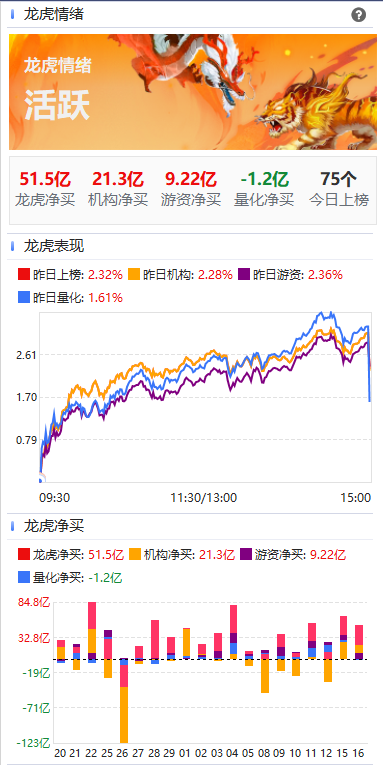 龙虎情绪
?
龙虎情绪
活跃
51.5亿 21.3亿 9.22亿 -1.2亿 75个
龙虎净买 机构净买 游资净买 量化净买 今日上榜
龙虎表现
昨日上榜: 2.32% 昨日机构: 2.28% 昨日游资: 2.36%
昨日量化: 1.61%
2.61
1.70
0.79
09:30 11:30/13:00 15:00
龙虎净买
龙虎净买: 51.5亿 机构净买: 21.3亿 游资净买: 9.22亿
量化净买: -1.2亿
84.8亿
32.8亿
-19亿
-71亿
-123亿
20 21 22 25 26 27 28 29 01 02 03 04 05 08 09 10 11 12 15 16